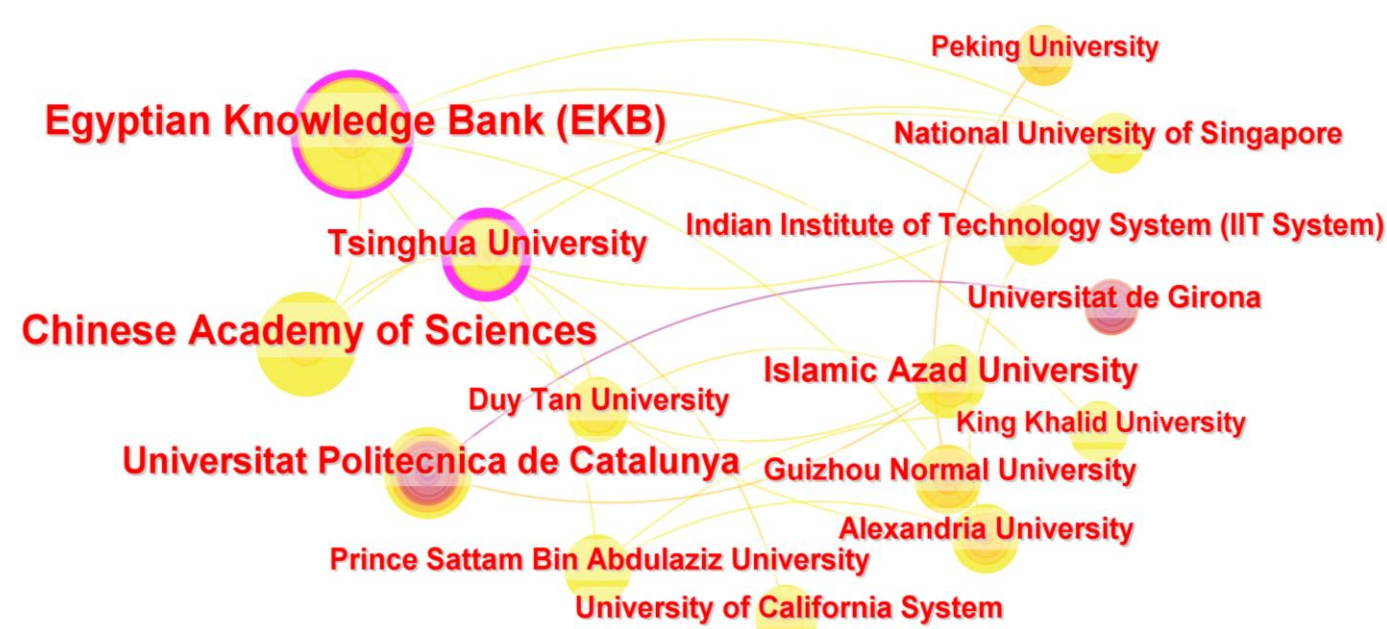 Peking University
Egyptian Knowledge Bank (EKB)
National University of Singapore
Indian Institute of Technology System (IIT System)
Tsinghua University
Universitat de Girona
Chinese Academy of Sciences
Islamic Azad University
Duy Tan University
King Khalid University
Universitat Politecnica de Catalunya
Guizhou Normal University
Alexandria University
Prince Sattam Bin Abdulaziz University
University of California System